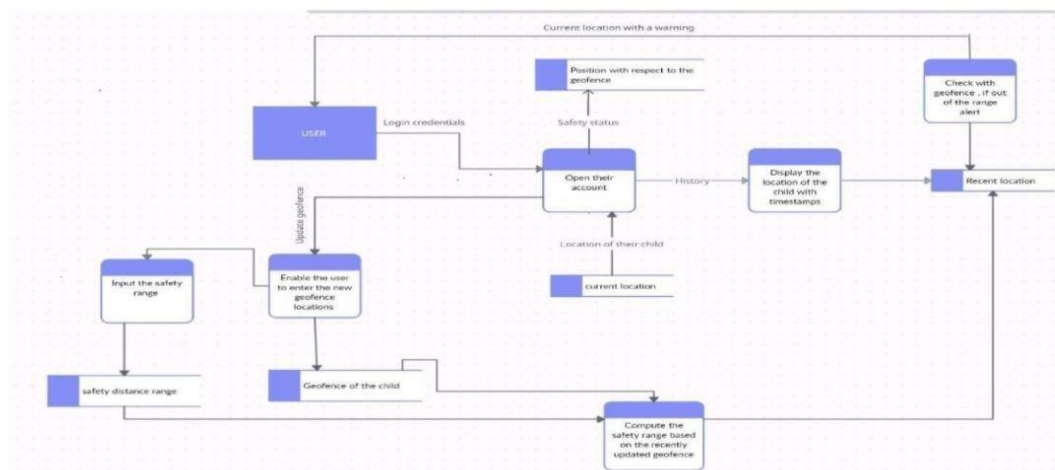 Current location with a warning
Position with respect to the
geofence
Check with
geofence , if out
of the range
alert
USER
Login credentials
Safety status
Open their
account
History
Display the
location of the
child with
timestamps
Recent location
Update geofence
Location of their child
Input the safety
range
Enable the user
to enter the new
geofence
locations
current location
safety distance range
Geofence of the child
Compute the
safety range based
on the recently
updated geofence